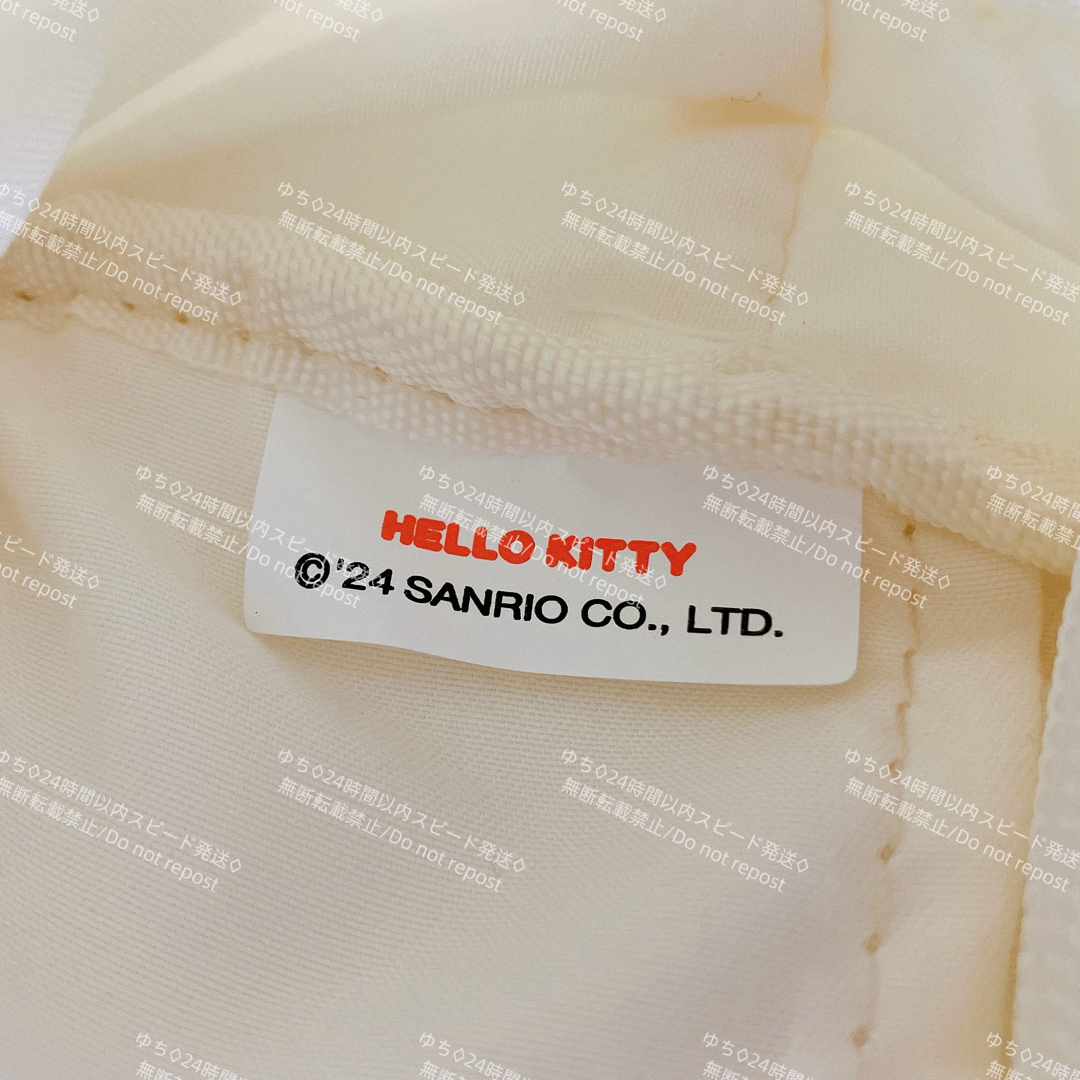 HELLO KITTY
©'24 SANRIO CO., LTD.
ゆち◇24時間以内スピード発送◇
無断転載禁止/Do not repost